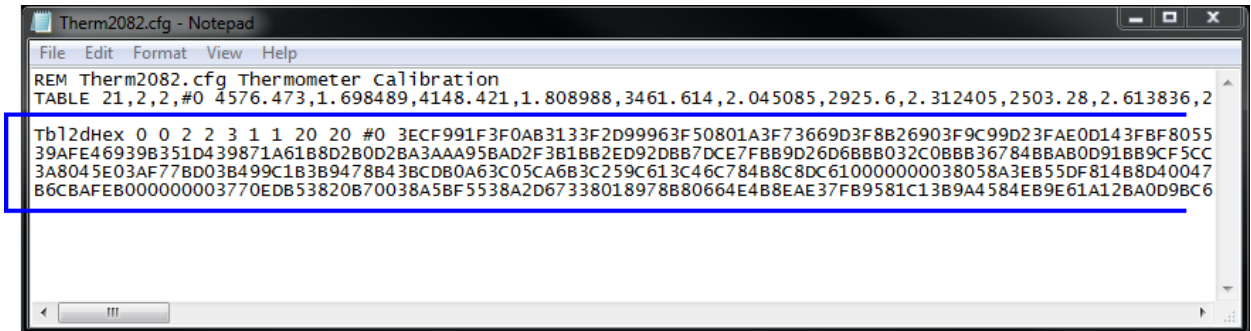 Therm2082.cfg - Notepad
File Edit Format View Help
REM Therm2082.cfg Thermometer Calibration
TABLE 21,2,2,#0 4576.473,1.698489,4148.421,1.808988,3461.614,2.045085,2925.6,2.312405,2503.28,2.613836,2
Tbl2dHex 0 0 2 2 3 1 1 20 20 #0 3ECF991F3F0AB3133F2D99963F50801A3F73669D3F8B26903F9C99D23FAE0D143FBF8055
39AFE46939B351D439871A61B8D2B0D2BA3AAA95BAD2F3B1BB2ED92DBB7DCE7FBB9D26D6BBB032C0BBB36784BBAB0D91BB9CF5CC
3A8045E03AF77BD03B499C1B3B9478B43BCDB0A63C05CA6B3C259C613C46C784B8C8DC610000000038058A3EB55DF814B8D40047
B6CBAFEB000000003770EDB53820B70038A5BF5538A2D67338018978B80664E4B8EAE37FB9581C13B9A4584EB9E61A12BA0D9BC6